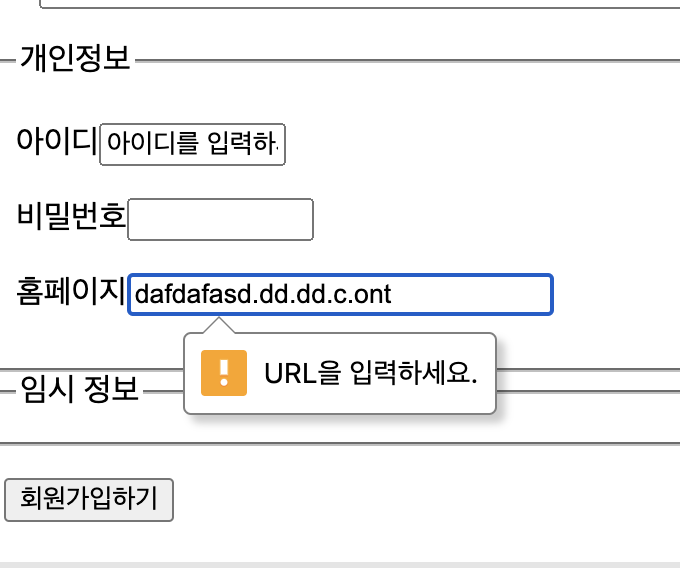 개인정보
아이디 아이디를 입력하
비밀번호
홈페이지 dafdafasd.dd.dd.c.ont
URL을 입력하세요.
임시 정보
회원가입하기